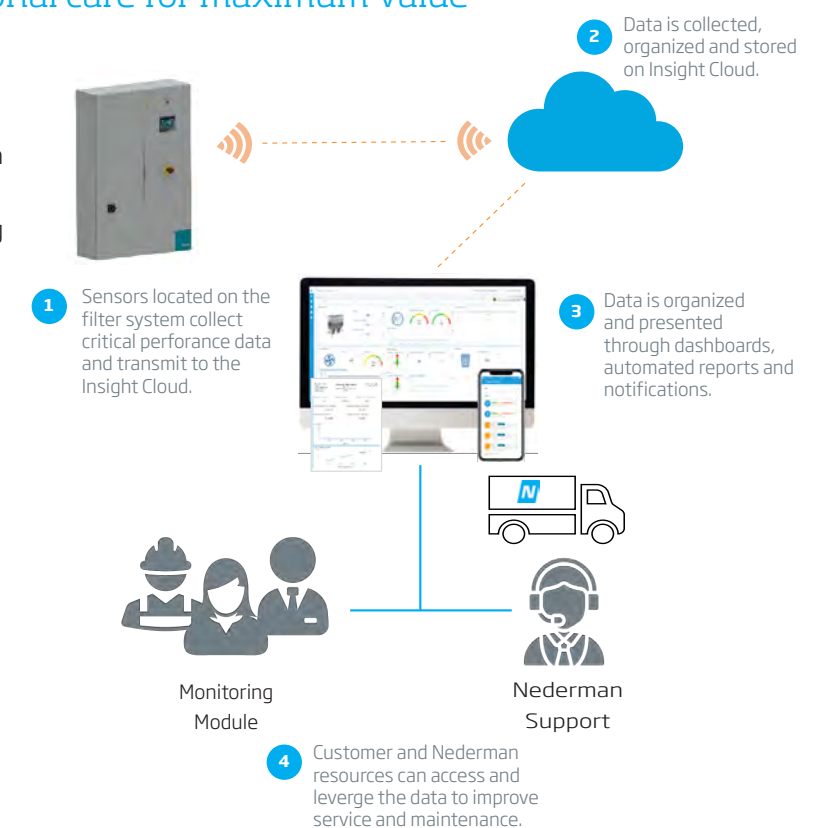 onal care for maximum value
2
Data is collected,
organized and stored
on Insight Cloud.
n
g
1
Sensors located on the
filter system collect
critical perforance data
and transmit to the
Insight Cloud.
3
Data is organized
and presented
through dashboards,
automated reports and
notifications.
N
Monitoring
Module
Nederman
Support
4
Customer and Nederman
resources can access and
leverge the data to improve
service and maintenance.